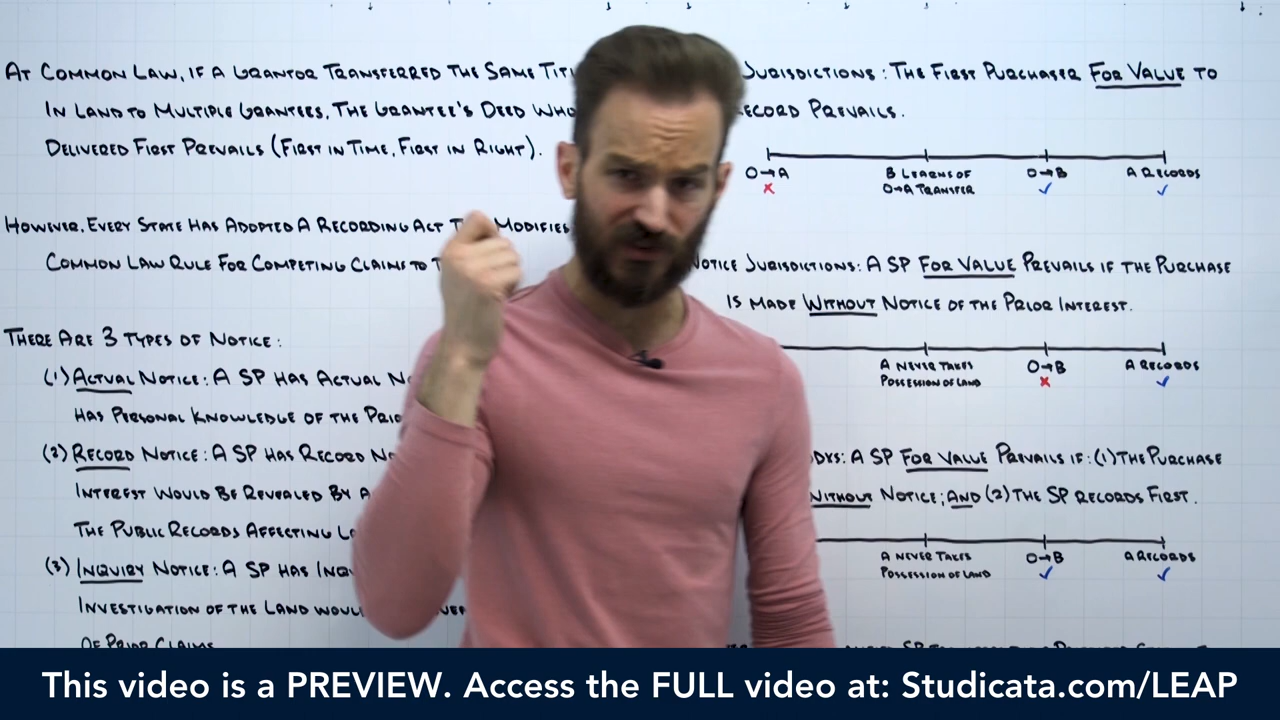 AT COMMON LAW, IF A GRANTOR TRANSFERRED THE SAME
IN LAND TO MULTIPLE GRANTEES, THE GRANTEE'S DEED
DELIVERED FIRST PREVAILS (FIRST IN TIME, FIRST IN RIGHT).
HOWEVER, EVERY STATE HAS ADOPTED A RECORDING ACT MODIFIES
COMMON LAW RULE FOR COMPETING CLAIMS TO
THERE ARE 3 TYPES OF NOTICE:
(1) ACTUAL NOTICE: A SP HAS ACTUAL
HAS PERSONAL KNOWLEDGE OF THE
(2) RECORD NOTICE: A SP HAS RECORD
INTEREST WOULD BE REVEALED BY A
THE PUBLIC RECORDS AFFECTING
(3) INQUIRY NOTICE: A SP HAS
INVESTIGATION OF THE LAND
OF PRIOR CLAIMS
JURISDICTIONS: THE FIRST PURCHASER FOR VALUE TO
RECORD PREVAILS.
O→A B LEARNS OF O→B A RECORDS
✗ O→A TRANSFER ✓ ✓
NOTICE JURISDICTIONS: A SP FOR VALUE PREVAILS IF THE PURCHASE
IS MADE WITHOUT NOTICE OF THE PRIOR INTEREST.
A NEVER TAKES O→B A RECORDS
POSSESSION OF LAND ✗ ✓
A SP FOR VALUE PREVAILS IF: (1) THE PURCHASE
WITHOUT NOTICE; AND (2) THE SP RECORDS FIRST.
A NEVER TAKES O→B A RECORDS
POSSESSION OF LAND ✓ ✓
This video is a PREVIEW. Access the FULL video at: Studicata.com/LEAP